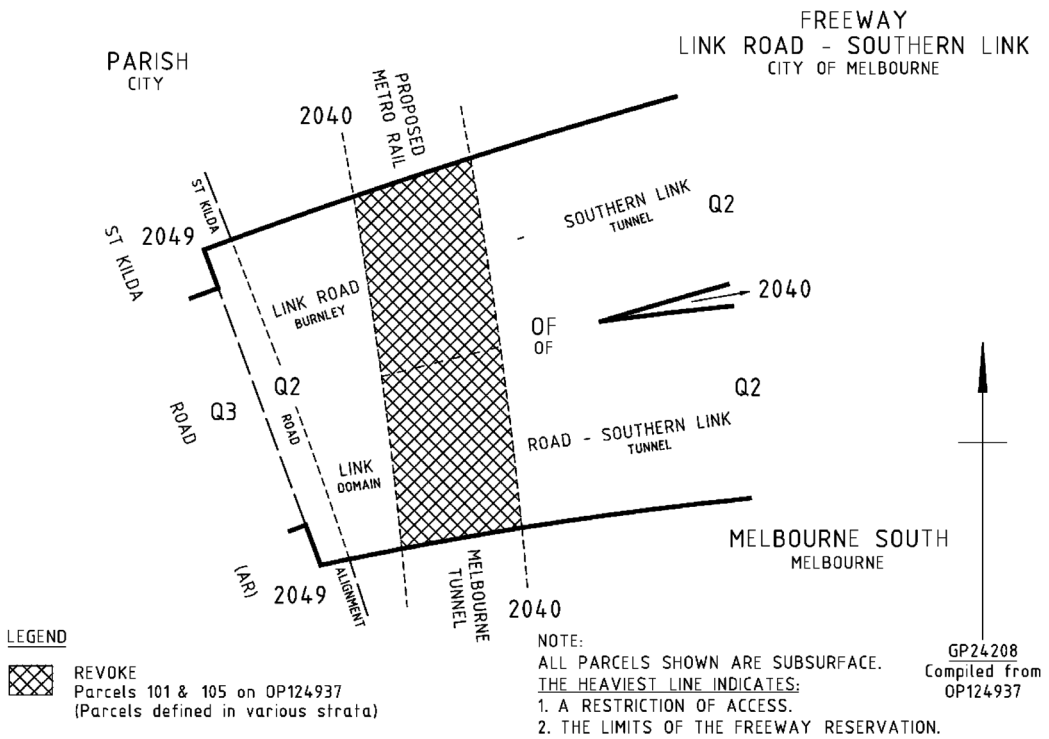 FREEWAY
LINK ROAD - SOUTHERN LINK
CITY OF MELBOURNE
PARISH
CITY
OF
OF
MELBOURNE SOUTH
MELBOURNE
2040
PROPOSED
METRO RAIL
MELBOURNE
TUNNEL
2040
ST KILDA
ROAD
ALIGNMENT
2049
ST KILDA
ROAD
(AR)
2049
Q3
Q2
LINK ROAD
BURNLEY
- SOUTHERN LINK
TUNNEL
Q2
2040
LINK
DOMAIN
ROAD - SOUTHERN LINK
TUNNEL
Q2
LEGEND
REVOKE
Parcels 101 & 105 on OP124937
(Parcels defined in various strata)
NOTE:
ALL PARCELS SHOWN ARE SUBSURFACE.
THE HEAVIEST LINE INDICATES:
1. A RESTRICTION OF ACCESS.
2. THE LIMITS OF THE FREEWAY RESERVATION.
GP24208
Compiled from
OP124937